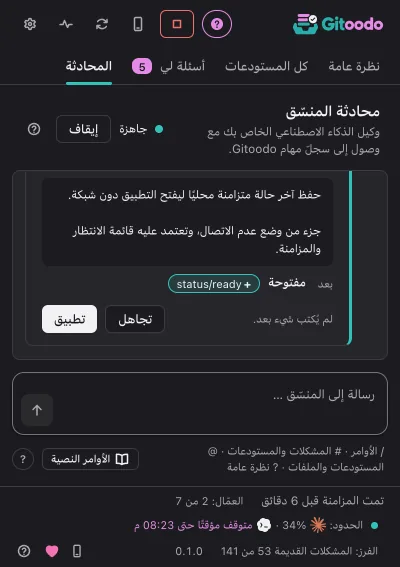 Gitoodo
نظرة عامة
كل المستودعات
أسئلة لي 5
المحادثة
محادثة المنسّق
وكيل الذكاء الاصطناعي الخاص بك مع
وصول إلى سجلّ مهام Gitoodo.
جاهزة
إيقاف
حفظ آخر حالة متزامنة محليًا ليفتح التطبيق دون شبكة.
جزء من وضع عدم الاتصال، وتعتمد عليه قائمة الانتظار
والمزامنة.
بعد مفتوحة +status/ready
لم يُكتب شيء بعد.
تجاهل
تطبيق
رسالة إلى المنسّق ...
/ الأوامر · # المشكلات والمستودعات · @
المستودعات والملفات · ? نظرة عامة
الأوامر النصية
?
تمت المزامنة قبل 6 دقائق
العمّال: 2 من 7
الحدود: 34% · متوقف مؤقتًا حتى 08:23 م
الفرز: المشكلات القديمة 53 من 141
0.1.0